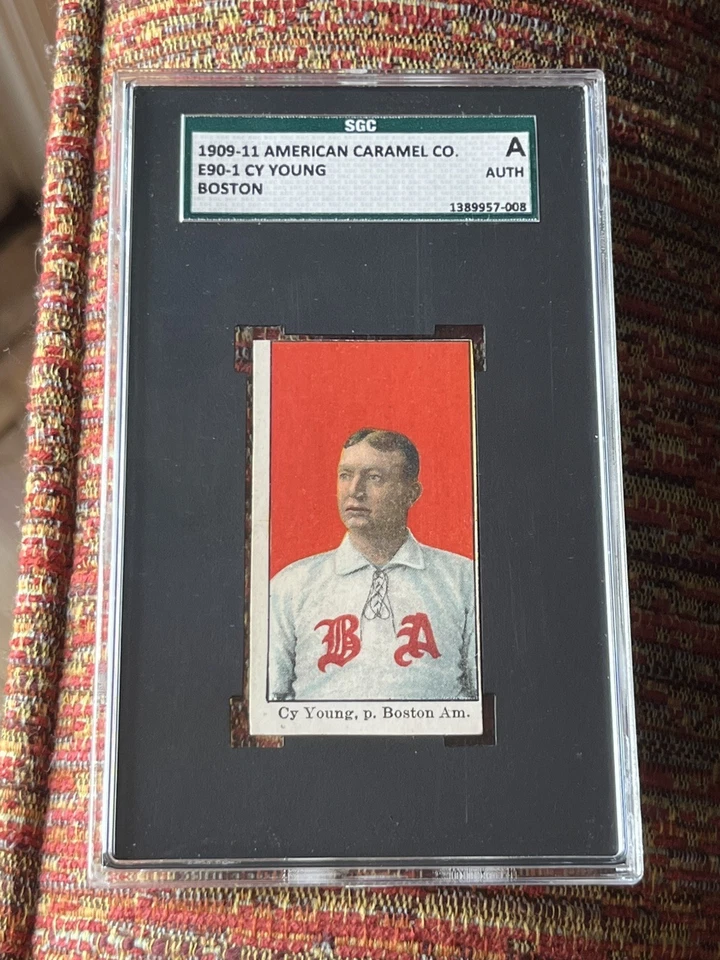 SGC
1909-11 AMERICAN CARAMEL CO.
E90-1 CY YOUNG
BOSTON
A
AUTH
1389957-008
B A
Cy Young, p. Boston Am.